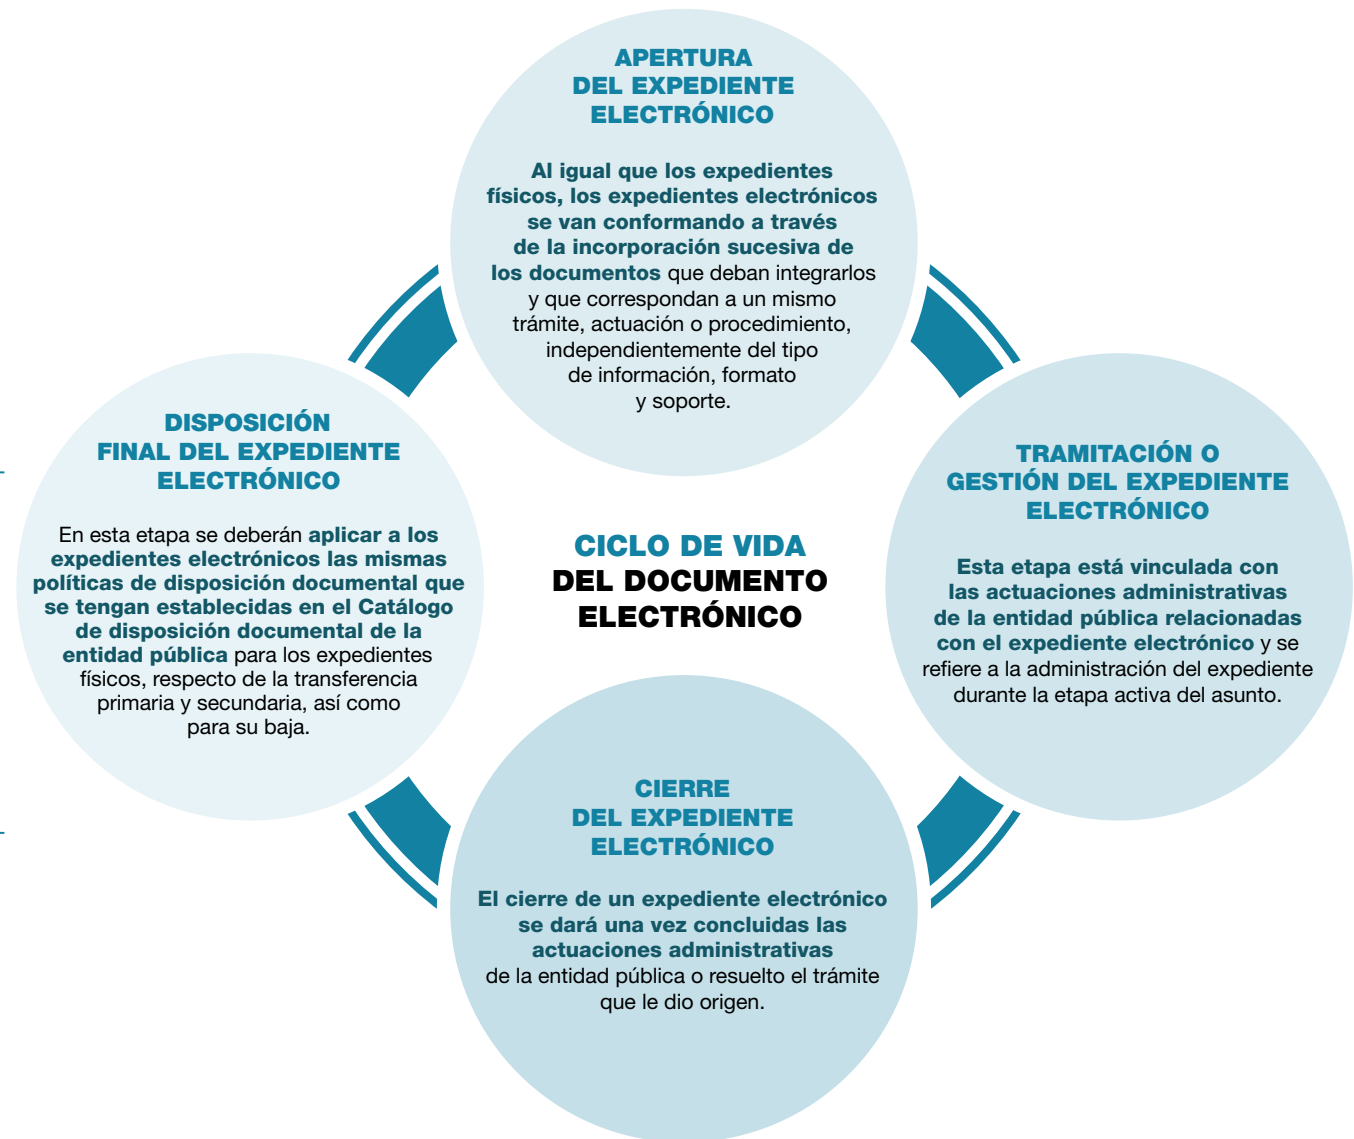 APERTURA
DEL EXPEDIENTE
ELECTRÓNICO
Al igual que los expedientes
físicos, los expedientes electrónicos
se van conformando a través
de la incorporación sucesiva de
los documentos que deban integrarlos
y que correspondan a un mismo
trámite, actuación o procedimiento,
independientemente del tipo
de información, formato
y soporte.
TRAMITACIÓN O
GESTIÓN DEL EXPEDIENTE
ELECTRÓNICO
Esta etapa está vinculada con
las actuaciones administrativas
de la entidad pública relacionadas
con el expediente electrónico y se
refiere a la administración del expediente
durante la etapa activa del asunto.
CIERRE
DEL EXPEDIENTE
ELECTRÓNICO
El cierre de un expediente electrónico
se dará una vez concluidas las
actuaciones administrativas
de la entidad pública o resuelto el trámite
que le dio origen.
DISPOSICIÓN
FINAL DEL EXPEDIENTE
ELECTRÓNICO
En esta etapa se deberán aplicar a los
expedientes electrónicos las mismas
políticas de disposición documental que
se tengan establecidas en el Catálogo
de disposición documental de la
entidad pública para los expedientes
físicos, respecto de la transferencia
primaria y secundaria, así como
para su baja.
CICLO DE VIDA
DEL DOCUMENTO
ELECTRÓNICO